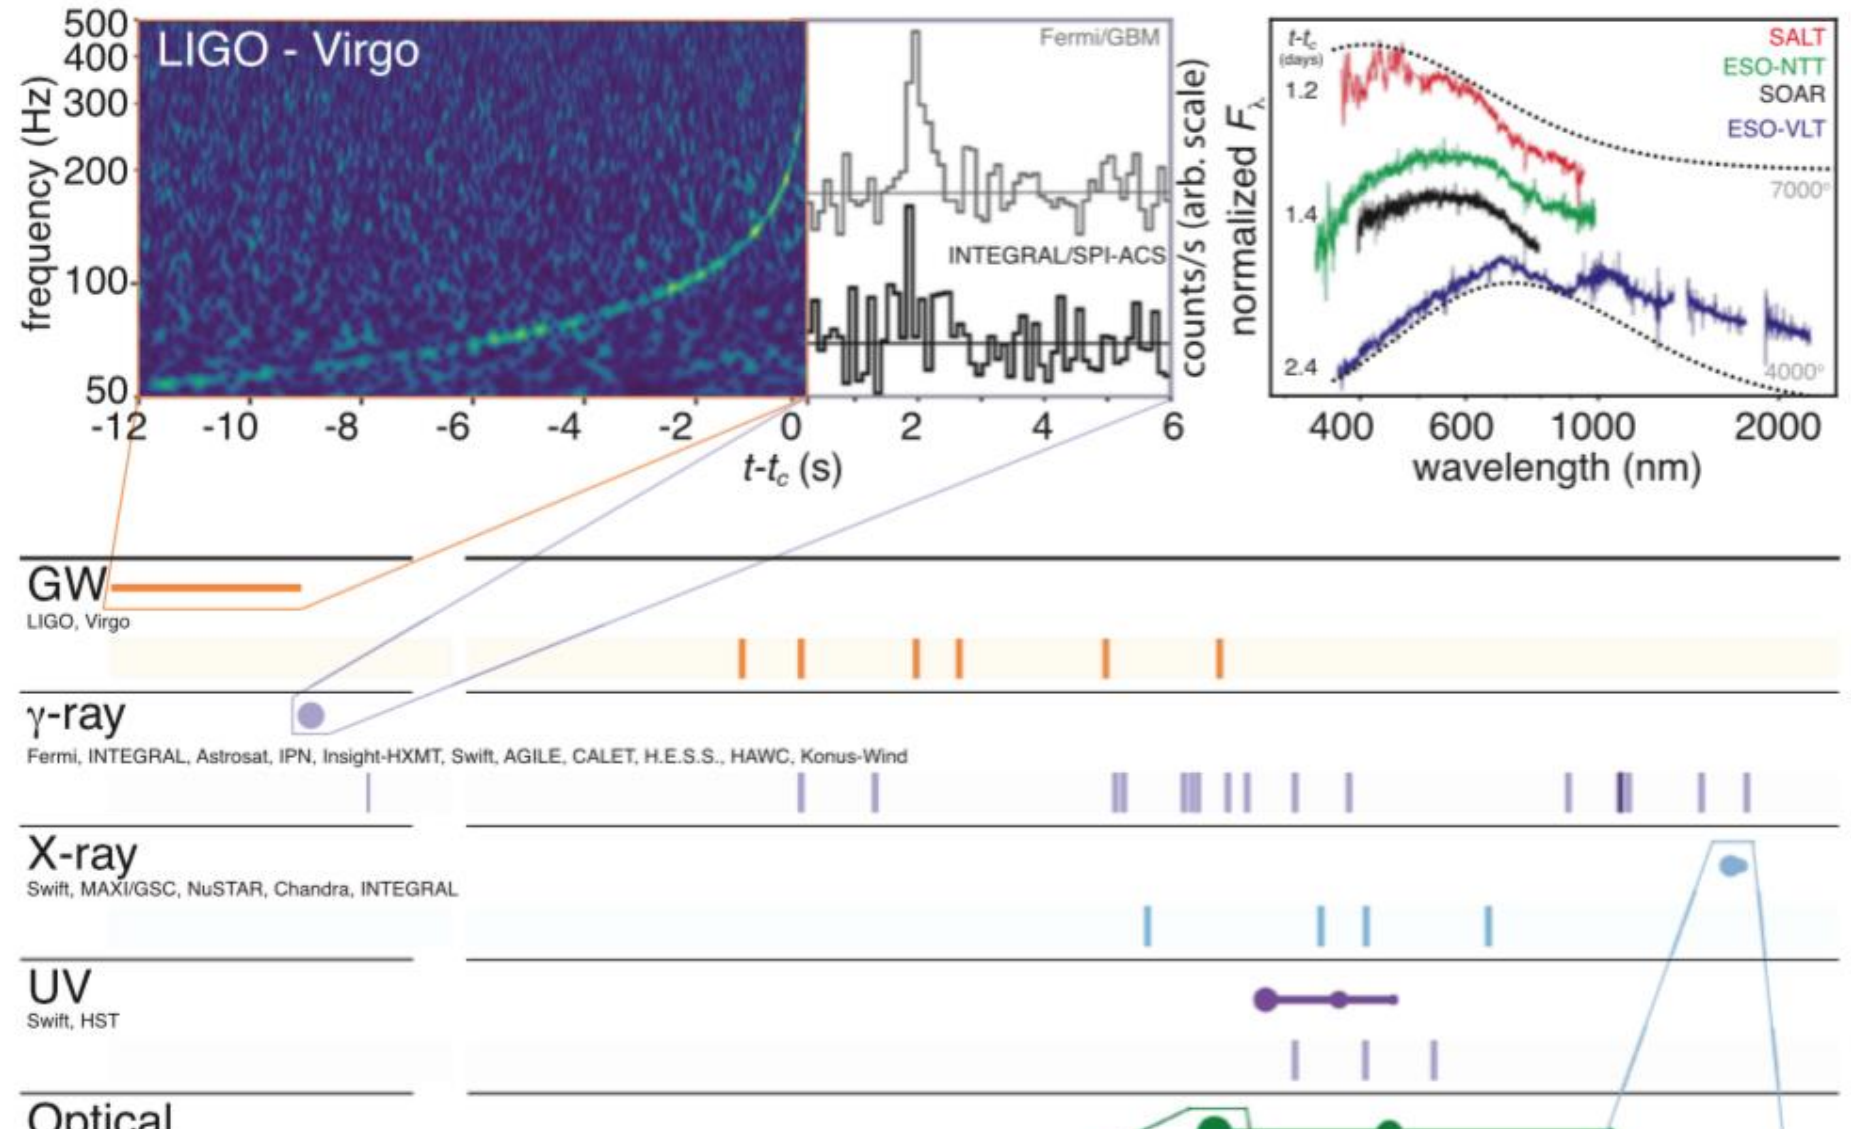 500
400
300
200
100
50
frequency (Hz)
LIGO - Virgo
Fermi/GBM
INTEGRAL/SPI-ACS
counts/s (arb. scale)
-12 -10 -8 -6 -4 -2 0 2 4 6
t-tc (s)
normalized Fλ
t-tc
(days)
1.2
1.4
2.4
SALT
ESO-NTT
SOAR
ESO-VLT
7000°
4000°
400 600 1000 2000
wavelength (nm)
GW
LIGO, Virgo
γ-ray
Fermi, INTEGRAL, Astrosat, IPN, Insight-HXMT, Swift, AGILE, CALET, H.E.S.S., HAWC, Konus-Wind
X-ray
Swift, MAXI/GSC, NuSTAR, Chandra, INTEGRAL
UV
Swift, HST
Optical